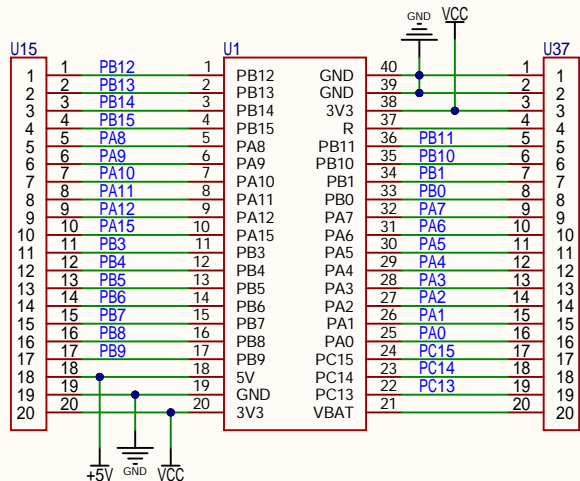 GND VCC
U15 U1 U37
1 1 PB12 1 PB12 GND 40 1 1
2 2 PB13 2 PB13 GND 39 2 2
3 3 PB14 3 PB14 3V3 38 3 3
4 4 PB15 4 PB15 R 37 4 4
5 5 PA8 5 PA8 PB11 36 PB11 5 5
6 6 PA9 6 PA9 PB10 35 PB10 6 6
7 7 PA10 7 PA10 PB1 34 PB1 7 7
8 8 PA11 8 PA11 PB0 33 PB0 8 8
9 9 PA12 9 PA12 PA7 32 PA7 9 9
10 10 PA15 10 PA15 PA6 31 PA6 10 10
11 11 PB3 11 PB3 PA5 30 PA5 11 11
12 12 PB4 12 PB4 PA4 29 PA4 12 12
13 13 PB5 13 PB5 PA3 28 PA3 13 13
14 14 PB6 14 PB6 PA2 27 PA2 14 14
15 15 PB7 15 PB7 PA1 26 PA1 15 15
16 16 PB8 16 PB8 PA0 25 PA0 16 16
17 17 PB9 17 PB9 PC15 24 PC15 17 17
18 18 18 5V PC14 23 PC14 18 18
19 19 19 GND PC13 22 PC13 19 19
20 20 20 3V3 VBAT 21 20 20
+5V GND VCC